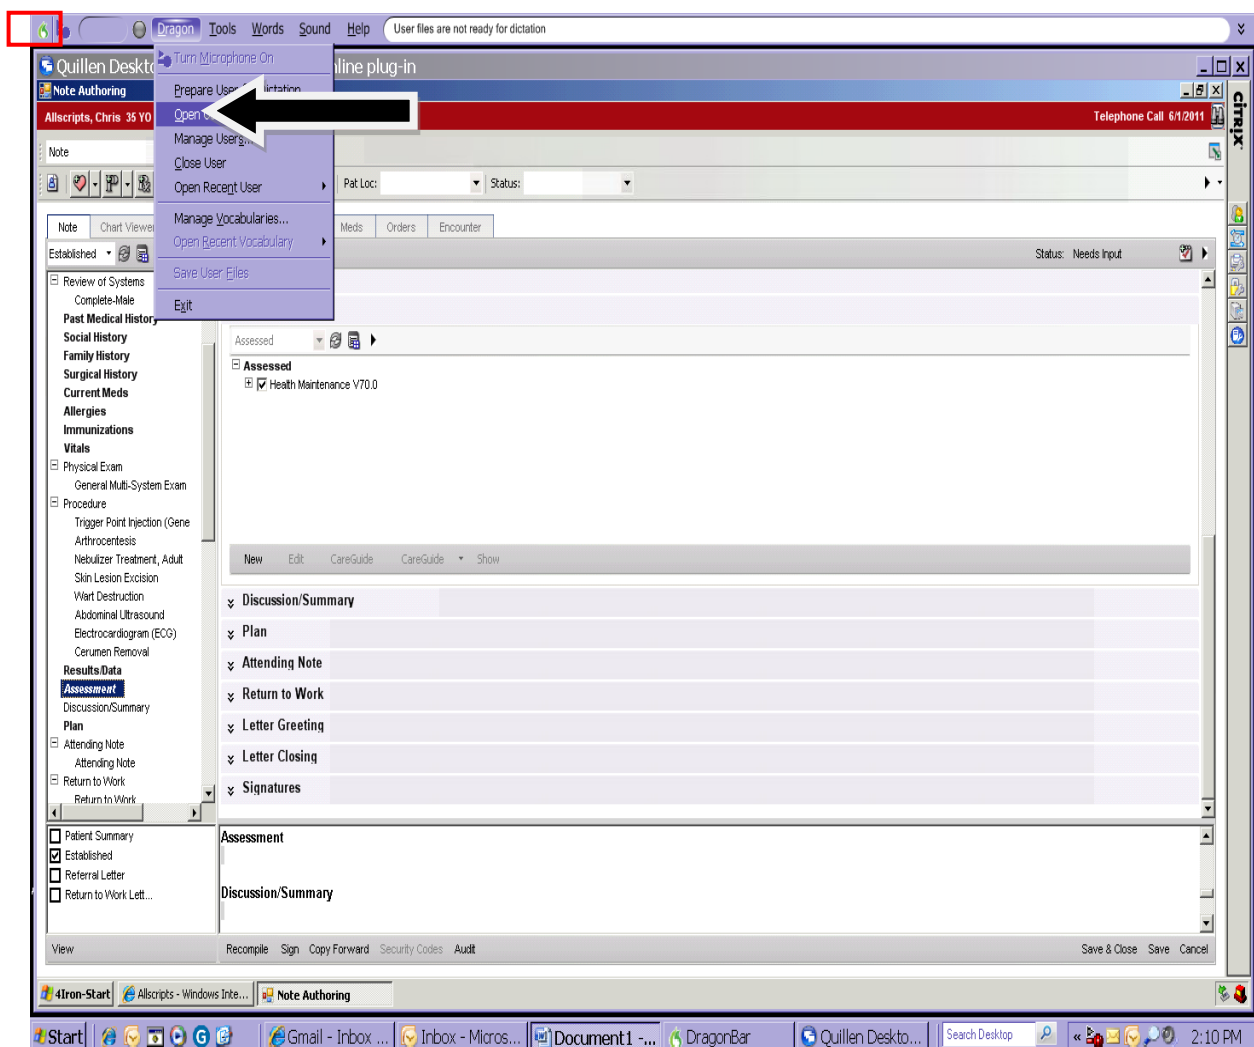 Dragon Tools Words Sound Help User files are not ready for dictation
Turn Microphone On
Quillen Deskt nline plug-in
Note Authoring
Prepare User dictation
Open
Allscripts, Chris 35 YO Telephone Call 6/1/2011
CITRIX
Manage Users...
Note
Close User
Open Recent User
Pat Loc: Status:
Manage Vocabularies...
Note Chart Viewer Meds Orders Encounter
Open Recent Vocabulary
Established Status: Needs Input
Save User Files
Exit
Review of Systems
Complete-Male
Past Medical History
Social History
Family History
Surgical History
Current Meds
Allergies
Immunizations
Vitals
Physical Exam
General Multi-System Exam
Procedure
Trigger Point Injection (Gene
Arthrocentesis
Nebulizer Treatment, Adult
Skin Lesion Excision
Wart Destruction
Abdominal Ultrasound
Electrocardiogram (ECG)
Cerumen Removal
Results/Data
Assessment
Discussion/Summary
Plan
Attending Note
Attending Note
Return to Work
Return to Work
Assessed
Assessed
Health Maintenance V70.0
New Edit CareGuide CareGuide Show
Discussion/Summary
Plan
Attending Note
Return to Work
Letter Greeting
Letter Closing
Signatures
Patient Summary
Established
Referral Letter
Return to Work Lett...
Assessment
Discussion/Summary
View Recompile Sign Copy Forward Security Codes Audit Save & Close Save Cancel
4Iron-Start Allscripts - Windows Inte... Note Authoring
Start Gmail - Inbox ... Inbox - Micros... Document1 -... DragonBar Quillen Deskto... Search Desktop « 2:10 PM